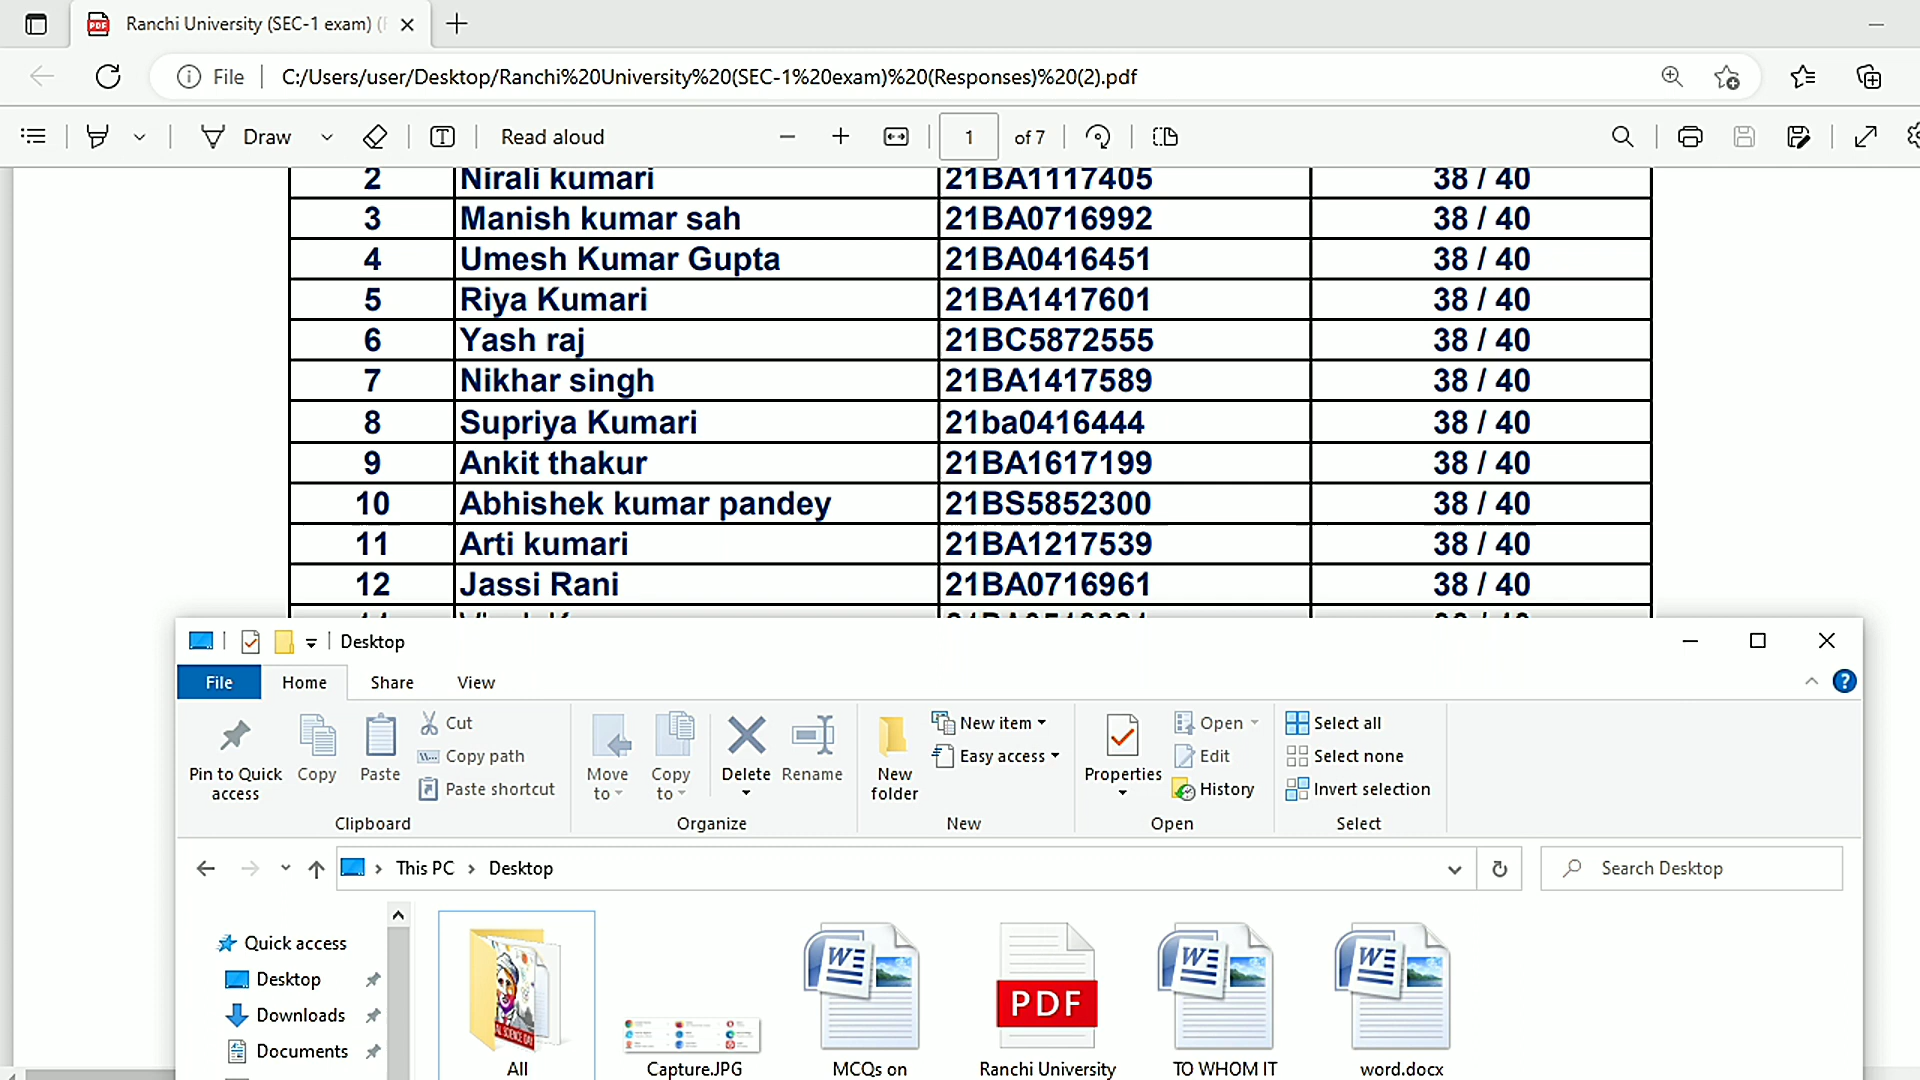 Ranchi University (SEC-1 exam) (
File C:/Users/user/Desktop/Ranchi%20University%20(SEC-1%20exam)%20(Responses)%20(2).pdf
Draw Read aloud 1 of 7
2 Nirali kumari 21BA1117405 38 / 40
3 Manish kumar sah 21BA0716992 38 / 40
4 Umesh Kumar Gupta 21BA0416451 38 / 40
5 Riya Kumari 21BA1417601 38 / 40
6 Yash raj 21BC5872555 38 / 40
7 Nikhar singh 21BA1417589 38 / 40
8 Supriya Kumari 21ba0416444 38 / 40
9 Ankit thakur 21BA1617199 38 / 40
10 Abhishek kumar pandey 21BS5852300 38 / 40
11 Arti kumari 21BA1217539 38 / 40
12 Jassi Rani 21BA0716961 38 / 40
Desktop
File Home Share View
Pin to Quick access
Copy
Paste
Cut
Copy path
Paste shortcut
Clipboard
Move to
Copy to
Delete
Rename
Organize
New folder
New item
Easy access
New
Properties
Open
Edit
History
Open
Select all
Select none
Invert selection
Select
This PC > Desktop
Search Desktop
Quick access
Desktop
Downloads
Documents
All
Capture.JPG
MCQs on
PDF
Ranchi University
TO WHOM IT
word.docx